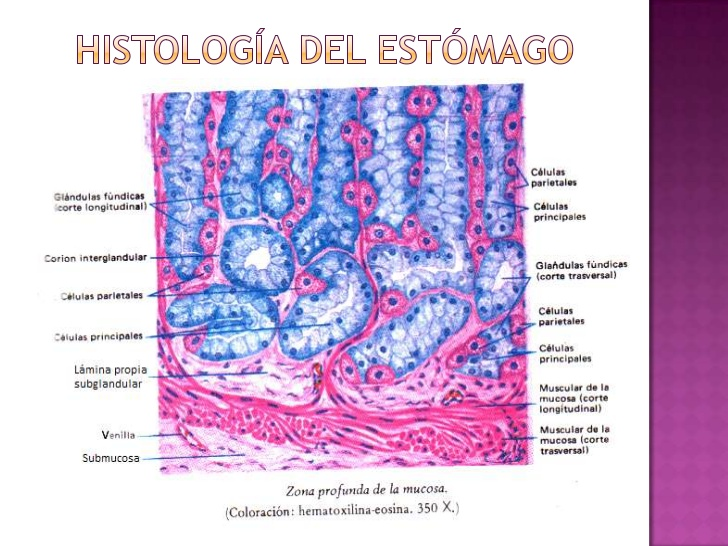 HISTOLOGÍA DEL ESTÓMAGO
Glándulas fùndicas
(corte longitudinal)
Corion interglandular
Células parietales
Células principales
Lámina propia
subglandular
Venilla
Submucosa
Células
parietales
Células
principales
Glańdulas fúndicas
(corte trasversal)
Células
parietales
Células
principales
Muscular de la
mucosa (corte
longitudinal)
Muscular de la
mucosa (corte
trasversal)
Zona profunda de la mucosa.
(Coloración: hematoxilina-eosina. 350 X.)